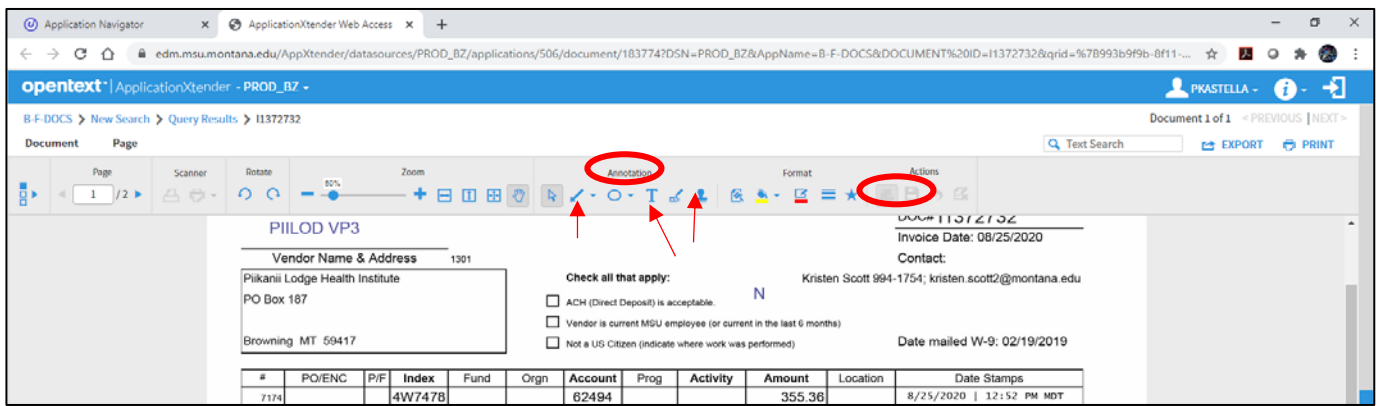 Application Navigator
ApplicationXtender Web Access
edm.msu.montana.edu/AppXtender/datasources/PROD_BZ/applications/506/document/183774?DSN=PROD_BZ&AppName=B-F-DOCS&DOCUMENT%20ID=I1372732&qrid=%7B993b9f9b-8f11-...
opentext | ApplicationXtender - PROD_BZ
PKASTELLA
B-F-DOCS > New Search > Query Results > I1372732
Document 1 of 1 <PREVIOUS | NEXT>
Document Page
Text Search EXPORT PRINT
Page Scanner Rotate Zoom Annotation Format Actions
80%
1 /2
PIILOD VP3
DOC# I1372732
Invoice Date: 08/25/2020
Vendor Name & Address 1301
Contact:
Piikanii Lodge Health Institute
Check all that apply:
Kristen Scott 994-1754; kristen.scott2@montana.edu
PO Box 187
ACH (Direct Deposit) is acceptable.
N
Vendor is current MSU employee (or current in the last 6 months)
Browning MT 59417
Not a US Citizen (indicate where work was performed)
Date mailed W-9: 02/19/2019
# PO/ENC P/F Index Fund Orgn Account Prog Activity Amount Location Date Stamps
7174 4W7478 62494 355.36 8/25/2020 | 12:52 PM MDT